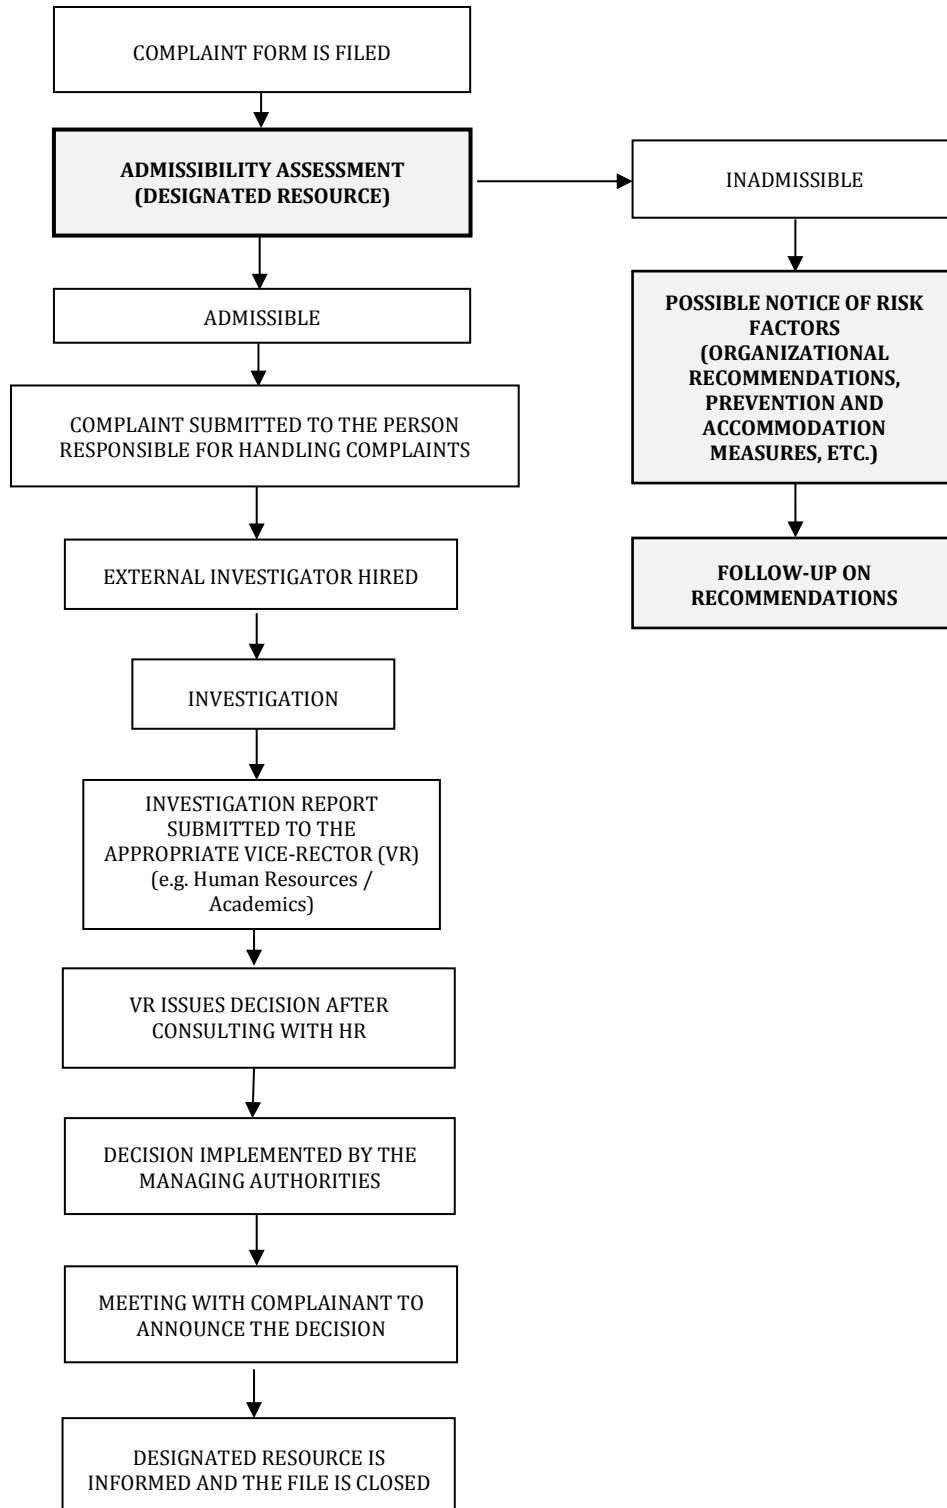 COMPLAINT FORM IS FILED
ADMISSIBILITY ASSESSMENT
(DESIGNATED RESOURCE)
INADMISSIBLE
ADMISSIBLE
POSSIBLE NOTICE OF RISK
FACTORS
(ORGANIZATIONAL
RECOMMENDATIONS,
PREVENTION AND
ACCOMMODATION
MEASURES, ETC.)
COMPLAINT SUBMITTED TO THE PERSON
RESPONSIBLE FOR HANDLING COMPLAINTS
EXTERNAL INVESTIGATOR HIRED
FOLLOW-UP ON
RECOMMENDATIONS
INVESTIGATION
INVESTIGATION REPORT
SUBMITTED TO THE
APPROPRIATE VICE-RECTOR (VR)
(e.g. Human Resources /
Academics)
VR ISSUES DECISION AFTER
CONSULTING WITH HR
DECISION IMPLEMENTED BY THE
MANAGING AUTHORITIES
MEETING WITH COMPLAINANT TO
ANNOUNCE THE DECISION
DESIGNATED RESOURCE IS
INFORMED AND THE FILE IS CLOSED